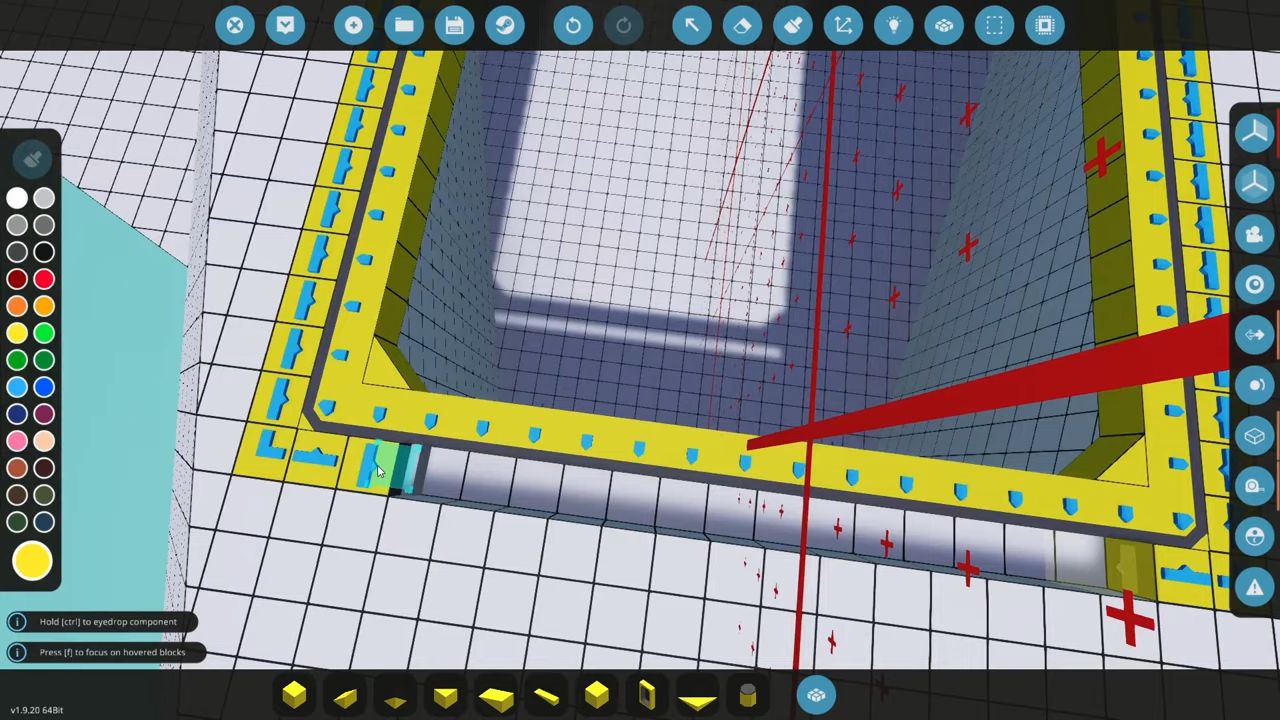 Hold [ctrl] to eyedrop component
Press [f] to focus on hovered blocks
v1.9.20 64Bit